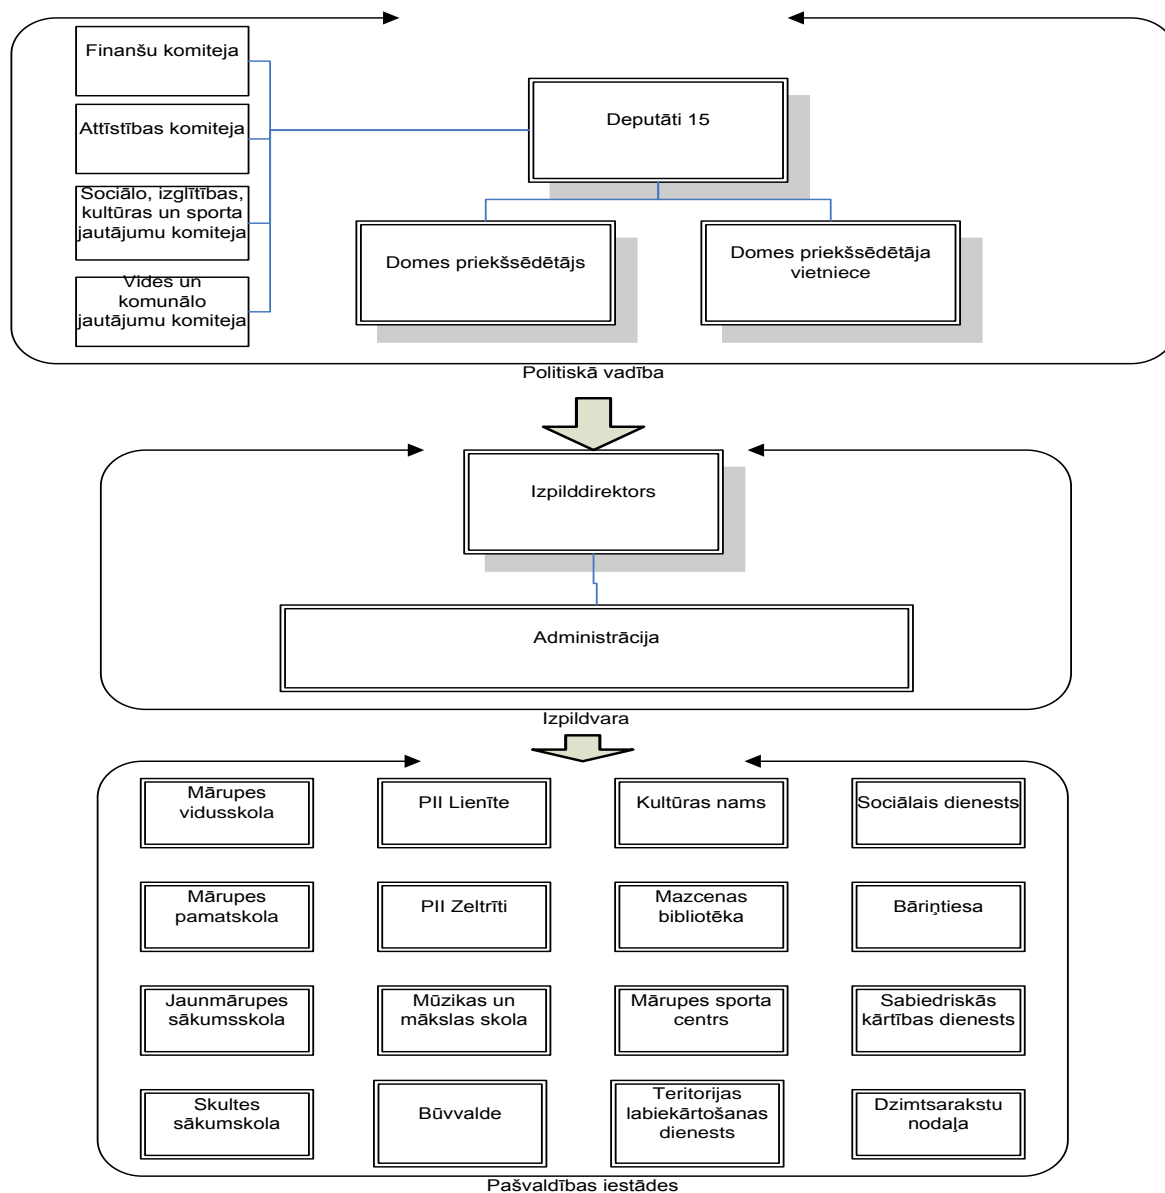 Finanšu komiteja
Attīstības komiteja
Sociālo, izglītības,
kultūras un sporta
jautājumu komiteja
Vides un
komunālo
jautājumu komiteja
Deputāti 15
Domes priekšsēdētājs
Domes priekšsēdētāja
vietniece
Politiskā vadība
Izpilddirektors
Administrācija
Izpildvara
Mārupes
vidusskola
PII Lienīte
Kultūras nams
Sociālais dienests
Mārupes
pamatskola
PII Zeltrīti
Mazcenas
bibliotēka
Bāriņtiesa
Jaunmārupes
sākumsskola
Mūzikas un
mākslas skola
Mārupes sporta
centrs
Sabiedriskās
kārtības dienests
Skultes
sākumskola
Būvvalde
Teritorijas
labiekārtošanas
dienests
Dzimtsarakstu
nodaļa
Pašvaldības iestādes